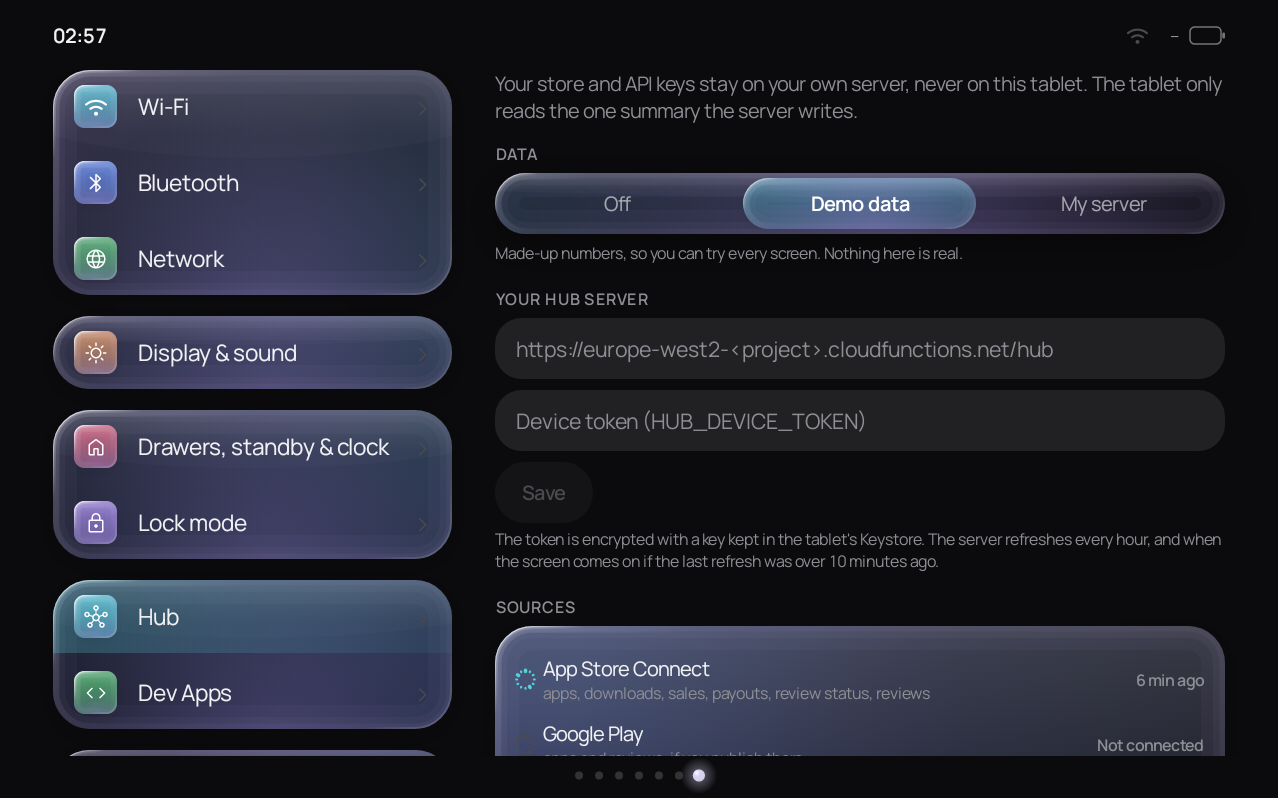 02:57
Wi-Fi
Bluetooth
Network
Display & sound
Drawers, standby & clock
Lock mode
Hub
Dev Apps
Your store and API keys stay on your own server, never on this tablet. The tablet only
reads the one summary the server writes.
DATA
Off
Demo data
My server
Made-up numbers, so you can try every screen. Nothing here is real.
YOUR HUB SERVER
https://europe-west2-<project>.cloudfunctions.net/hub
Device token (HUB_DEVICE_TOKEN)
Save
The token is encrypted with a key kept in the tablet's Keystore. The server refreshes every hour, and when
the screen comes on if the last refresh was over 10 minutes ago.
SOURCES
App Store Connect
6 min ago
apps, downloads, sales, payouts, review status, reviews
Google Play
Not connected